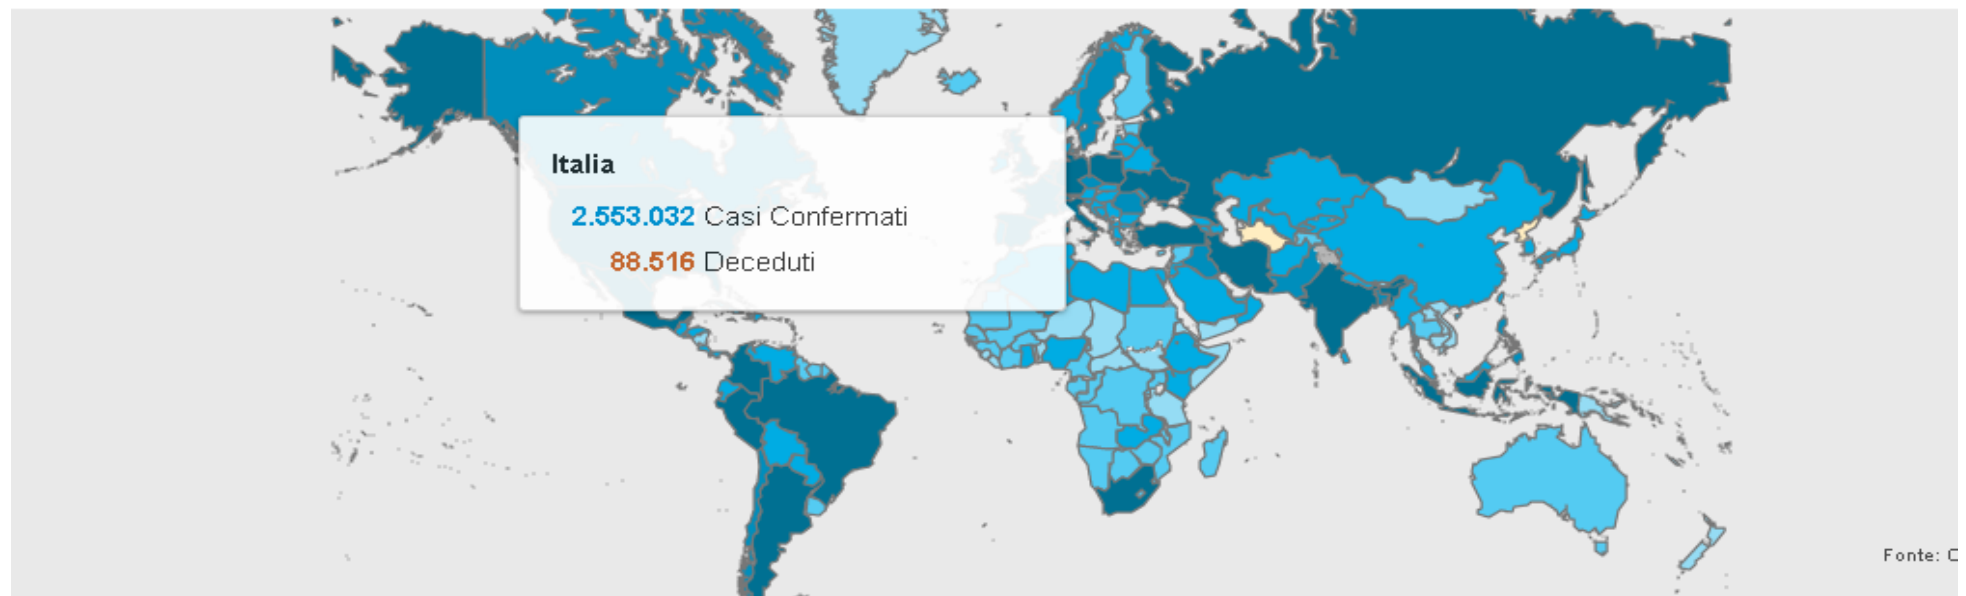 Italia
2.553.032 Casi Confermati
88.516 Deceduti
Fonte: